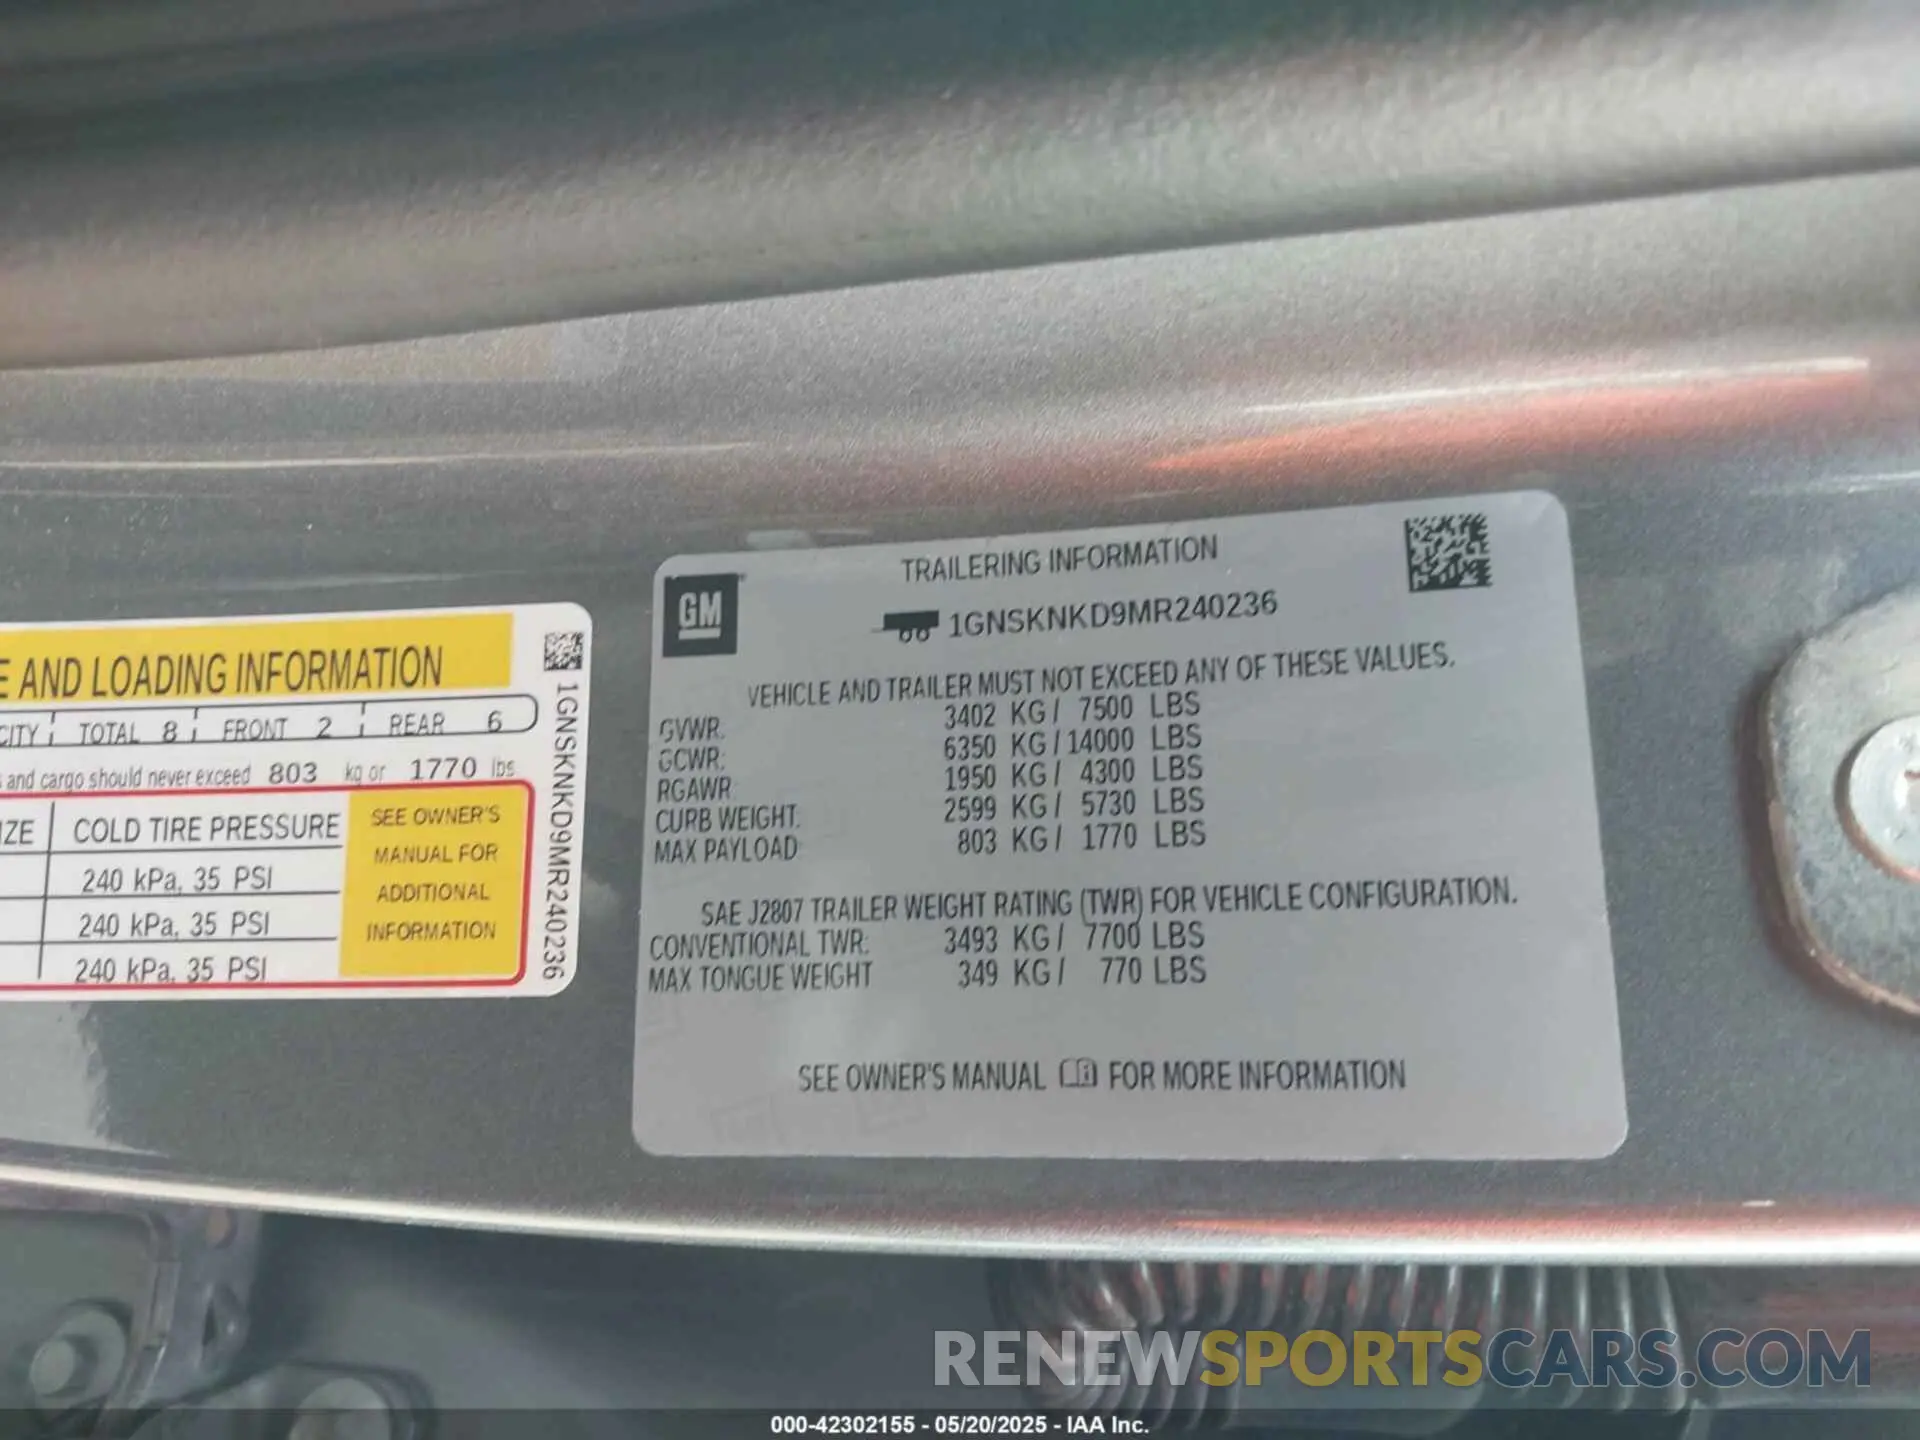 E AND LOADING INFORMATION
CITY TOTAL 8 FRONT 2 REAR 6
and cargo should never exceed 803 kg or 1770 lbs
IZE COLD TIRE PRESSURE
240 kPa, 35 PSI
240 kPa, 35 PSI
240 kPa, 35 PSI
SEE OWNER'S
MANUAL FOR
ADDITIONAL
INFORMATION
1GNSKNKD9MR240236
GM
TRAILERING INFORMATION
1GNSKNKD9MR240236
VEHICLE AND TRAILER MUST NOT EXCEED ANY OF THESE VALUES.
GVWR: 3402 KG / 7500 LBS
GCWR: 6350 KG / 14000 LBS
RGAWR: 1950 KG / 4300 LBS
CURB WEIGHT: 2599 KG / 5730 LBS
MAX PAYLOAD: 803 KG / 1770 LBS
SAE J2807 TRAILER WEIGHT RATING (TWR) FOR VEHICLE CONFIGURATION.
CONVENTIONAL TWR: 3493 KG / 7700 LBS
MAX TONGUE WEIGHT 349 KG / 770 LBS
SEE OWNER'S MANUAL FOR MORE INFORMATION
RENEWSPORTSCARS.COM
000-42302155 - 05/20/2025 - IAA Inc.